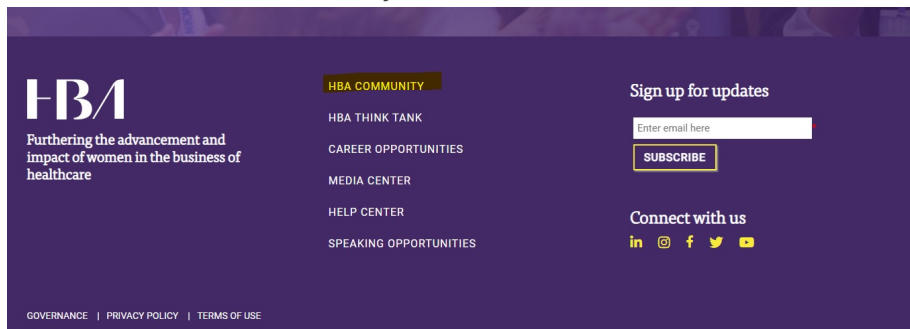 HBA
Furthering the advancement and
impact of women in the business of
healthcare
HBA COMMUNITY
HBA THINK TANK
CAREER OPPORTUNITIES
MEDIA CENTER
HELP CENTER
SPEAKING OPPORTUNITIES
Sign up for updates
Enter email here *
SUBSCRIBE
Connect with us
in f
GOVERNANCE | PRIVACY POLICY | TERMS OF USE